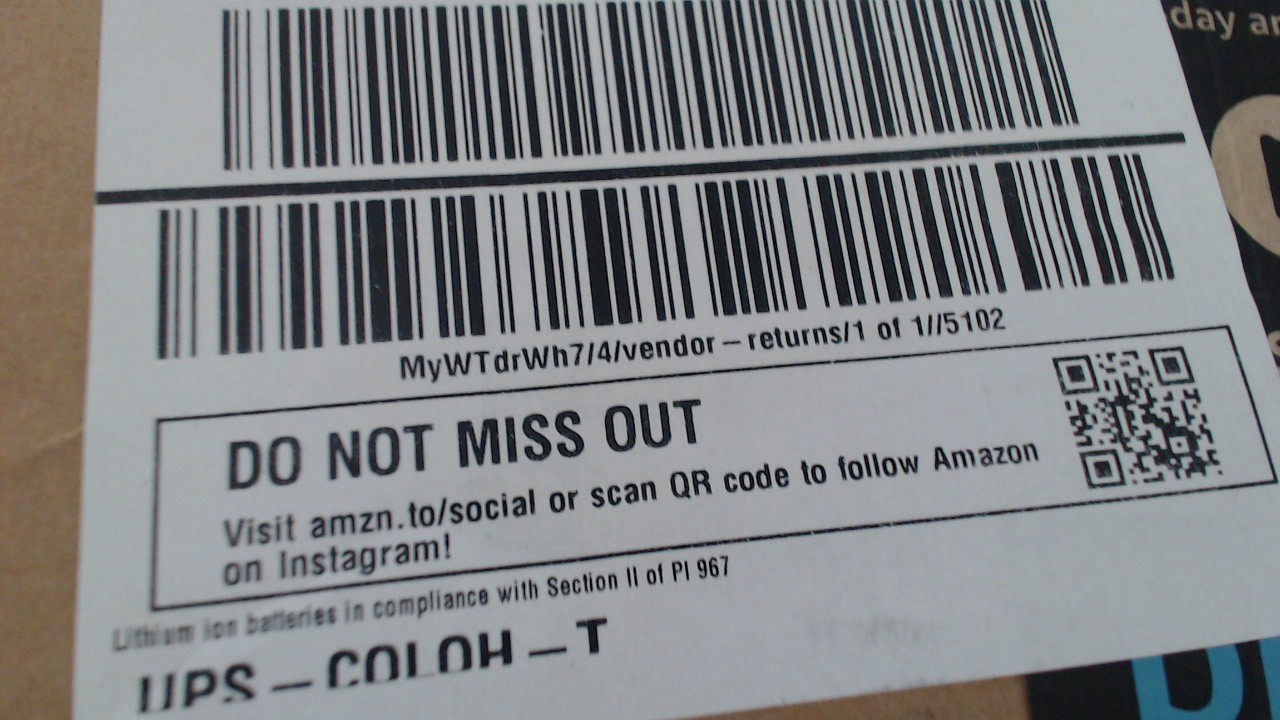 day
MyWTdrWh7/4/vendor-returns/1 of 1//5102
DO NOT MISS OUT
Visit amzn.to/social or scan QR code to follow Amazon
on Instagram!
Lithium ion batteries in compliance with Section II of PI 967
UPS-COLOH-T